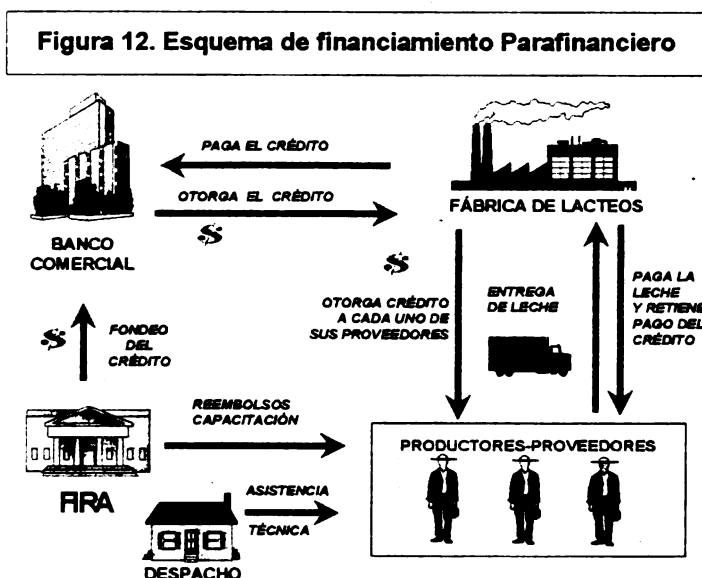 Figura 12. Esquema de financiamiento Parafinanciero
PAGA EL CRÉDITO
OTORGA EL CRÉDITO
BANCO
COMERCIAL
FÁBRICA DE LACTEOS
FONDEO
DEL
CRÉDITO
OTORGA CRÉDITO
A CADA UNO DE
SUS PROVEEDORES
ENTREGA
DE LECHE
PAGA LA
LECHE
Y RETIENE
PAGO DEL
CRÉDITO
REEMBOLSOS
CAPACITACIÓN
FIRA
PRODUCTORES-PROVEEDORES
ASISTENCIA
TÉCNICA
DESPACHO
$
$
$